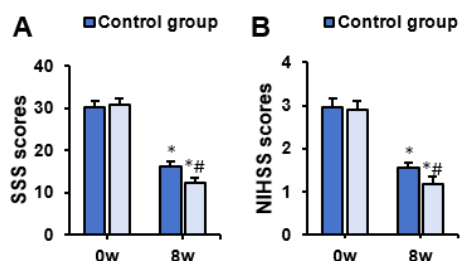 A
Control group
SSS scores
40
30
20
10
0
*
*#
0w
8w
B
Control group
NIHSS scores
4
3
2
1
0
*
*#
0w
8w